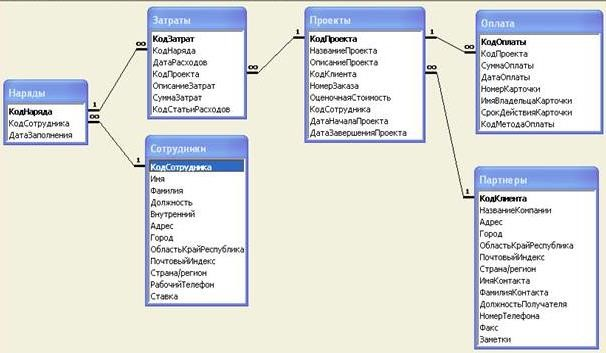 Наряды
КодНаряда
КодСотрудника
ДатаЗаполнения
Затраты
КодЗатрат
КодНаряда
ДатаРасходов
КодПроекта
ОписаниеЗатрат
СуммаЗатрат
КодСтатьиРасходов
Сотрудники
КодСотрудника
Имя
Фамилия
Должность
Внутренний
Адрес
Город
ОбластьКрайРеспублика
ПочтовыйИндекс
Страна/регион
РабочийТелефон
Ставка
Проекты
КодПроекта
НазваниеПроекта
ОписаниеПроекта
КодКлиента
НомерЗаказа
ОценочнаяСтоимость
КодСотрудника
ДатаНачалаПроекта
ДатаЗавершенияПроекта
Оплата
КодОплаты
КодПроекта
СуммаОплаты
ДатаОплаты
НомерКарточки
ИмяВладельцаКарточки
СрокДействияКарточки
КодМетодаОплаты
Партнеры
КодКлиента
НазваниеКомпании
Адрес
Город
ОбластьКрайРеспублика
ПочтовыйИндекс
Страна/регион
ИмяКонтакта
ФамилияКонтакта
ДолжностьПолучателя
НомерТелефона
Факс
Заметки
1
∞
∞
1
∞
1
1
∞
∞
1